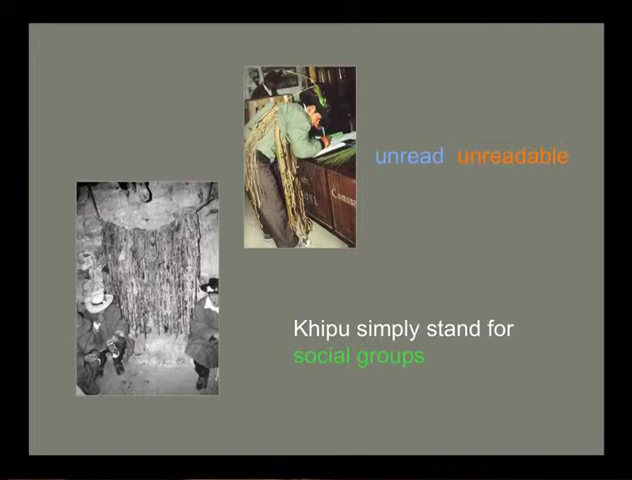 unread unreadable
Khipu simply stand for
social groups